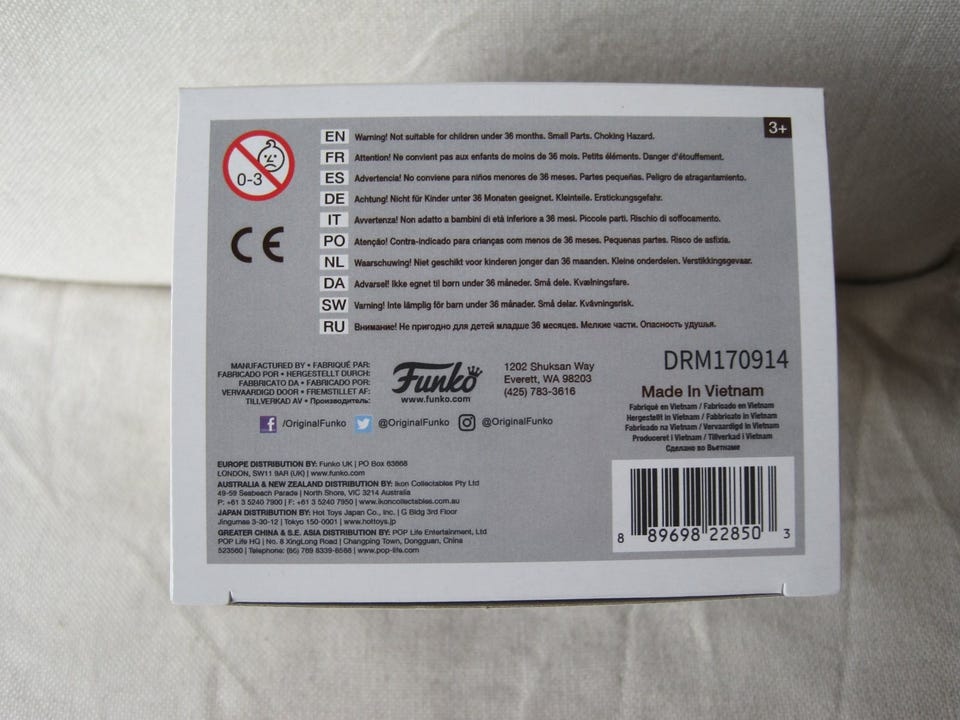 3+
0-3
CE
EN Warning! Not suitable for children under 36 months. Small Parts. Choking Hazard.
FR Attention! Ne convient pas aux enfants de moins de 36 mois. Petits éléments. Danger d'étouffement.
ES Advertencia! No conviene para niños menores de 36 meses. Partes pequeñas. Peligro de atragantamiento.
DE Achtung! Nicht für Kinder unter 36 Monaten geeignet. Kleinteile. Erstickungsgefahr.
IT Avvertenza! Non adatto a bambini di età inferiore a 36 mesi. Piccole parti. Rischio di soffocamento.
PO Atenção! Contra-indicado para crianças com menos de 36 meses. Pequenas partes. Risco de asfixia.
NL Waarschuwing! Niet geschikt voor kinderen jonger dan 36 maanden. Kleine onderdelen. Verstikkingsgevaar.
DA Advarsel! Ikke egnet til børn under 36 måneder. Små dele. Kvælningsfare.
SW Varning! Inte lämplig för barn under 36 månader. Små delar. Kvävningsrisk.
RU Внимание! Не пригодно для детей младше 36 месяцев. Мелкие части. Опасность удушья.
MANUFACTURED BY • FABRIQUÉ PAR:
FABRICADO POR • HERGESTELLT DURCH:
FABBRICATO DA • FABRICADO POR:
VERVAARDIGD DOOR • FREMSTILLET AF:
TILLVERKAD AV • Производитель:
Funko
www.funko.com
1202 Shuksan Way
Everett, WA 98203
(425) 783-3616
/OriginalFunko @OriginalFunko @OriginalFunko
DRM170914
Made In Vietnam
Fabriqué en Vietnam / Fabricado en Vietnam
Hergestellt in Vietnam / Fabbricato in Vietnam
Fabricado na Vietnam / Vervaardigd in Vietnam
Produceret i Vietnam / Tillverkad i Vietnam
Сделано во Вьетнаме
EUROPE DISTRIBUTION BY: Funko UK | PO Box 63868
LONDON, SW11 9AR (UK) | www.funko.com
AUSTRALIA & NEW ZEALAND DISTRIBUTION BY: Ikon Collectables Pty Ltd
49-59 Seabeach Parade | North Shore, VIC 3214 Australia
P: +61 3 5240 7900 | F: +61 3 5240 7950 | www.ikoncollectables.com.au
JAPAN DISTRIBUTION BY: Hot Toys Japan Co., Inc. | G Bldg 3rd Floor
Jingumae 3-30-12 | Tokyo 150-0001 | www.hottoys.jp
GREATER CHINA & S.E. ASIA DISTRIBUTION BY: POP Life Entertainment, Ltd
POP Life HQ | No. 8 XingLong Road | Changping Town, Dongguan, China
523560 | Telephone: (86) 769 8339-8568 | www.pop-life.com
8 89698 22850 3